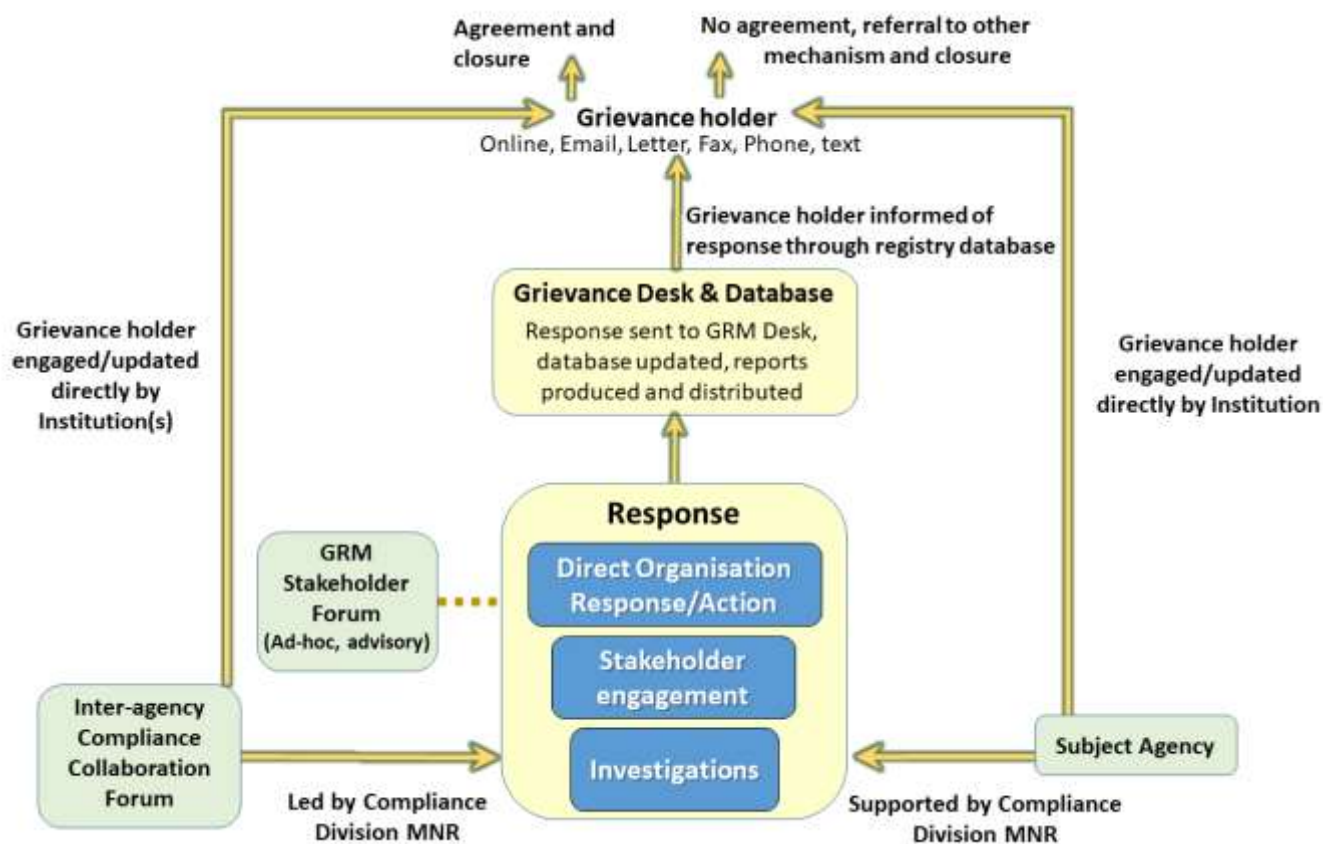 Agreement and
closure
No agreement, referral to other
mechanism and closure
Grievance holder
Online, Email, Letter, Fax, Phone, text
Grievance holder informed of
response through registry database
Grievance Desk & Database
Response sent to GRM Desk,
database updated, reports
produced and distributed
Grievance holder
engaged/updated
directly by
Institution(s)
Grievance holder
engaged/updated
directly by Institution
Response
Direct Organisation
Response/Action
Stakeholder
engagement
Investigations
GRM
Stakeholder
Forum
(Ad-hoc, advisory)
Inter-agency
Compliance
Collaboration
Forum
Led by Compliance
Division MNR
Subject Agency
Supported by Compliance
Division MNR